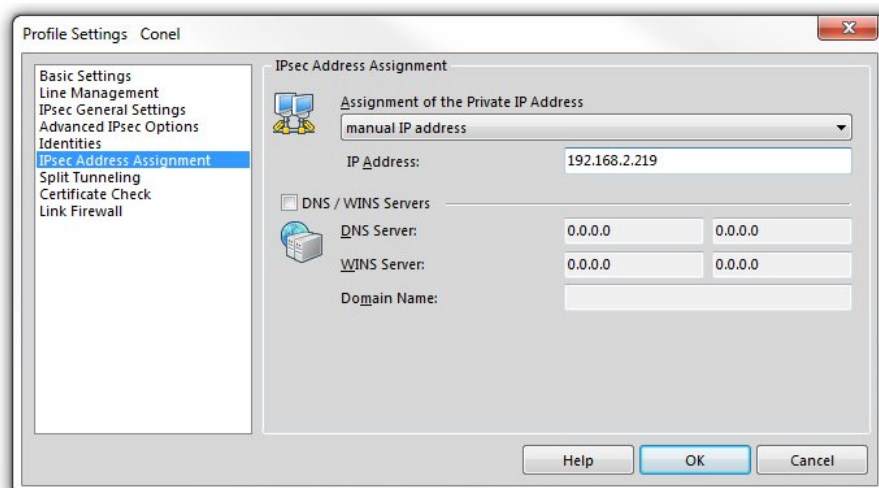 Profile Settings Conel
Basic Settings
Line Management
IPsec General Settings
Advanced IPsec Options
Identities
IPsec Address Assignment
Split Tunneling
Certificate Check
Link Firewall
IPsec Address Assignment
Assignment of the Private IP Address
manual IP address
IP Address: 192.168.2.219
DNS / WINS Servers
DNS Server: 0.0.0.0 0.0.0.0
WINS Server: 0.0.0.0 0.0.0.0
Domain Name:
Help OK Cancel